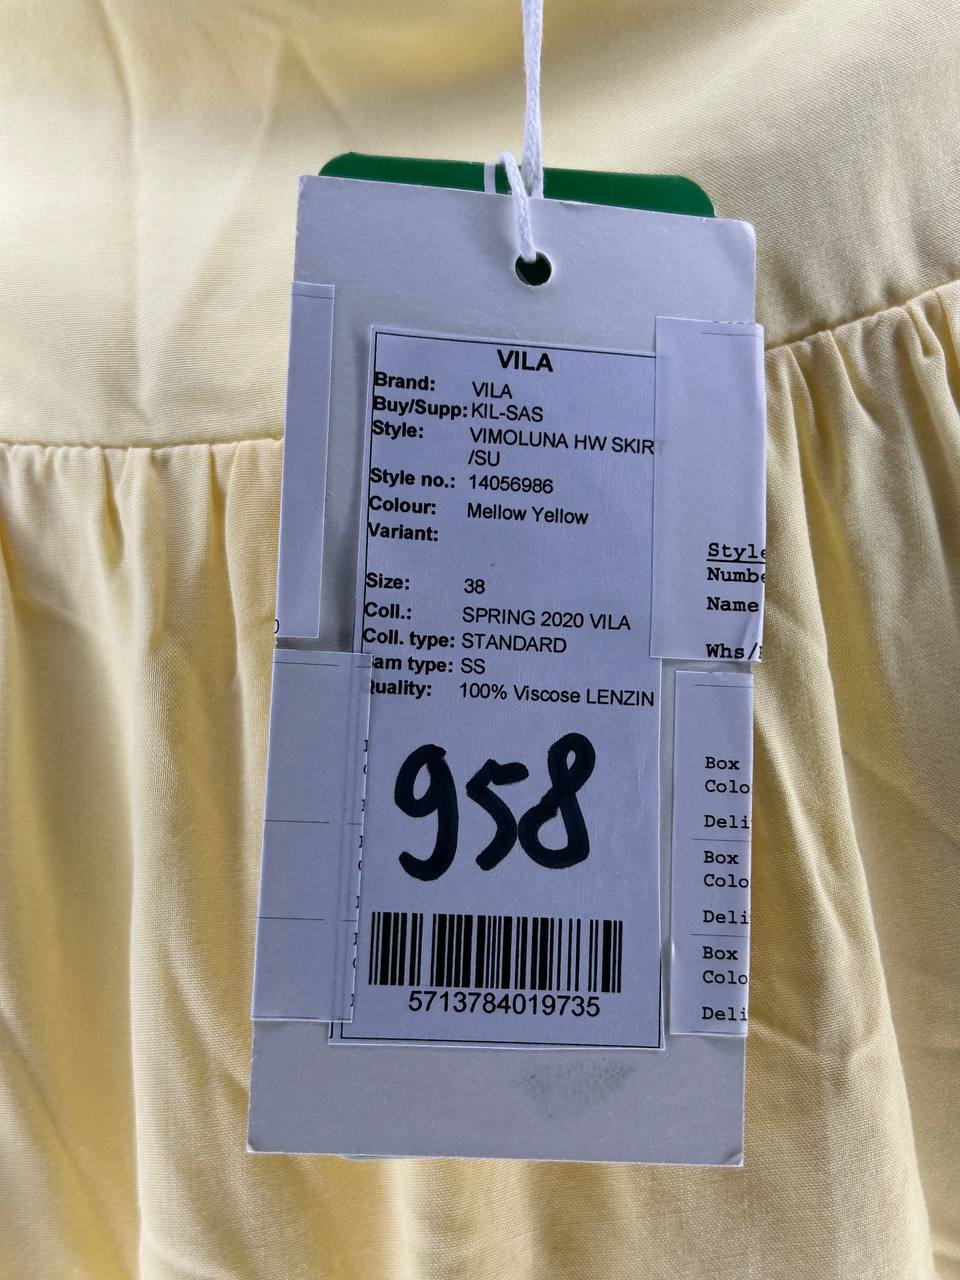 VILA
Brand: VILA
Buy/Supp: KIL-SAS
Style: VIMOLUNA HW SKIR
/SU
Style no.: 14056986
Colour: Mellow Yellow
Variant:
Size: 38
Coll.: SPRING 2020 VILA
Coll. type: STANDARD
am type: SS
uality: 100% Viscose LENZIN
958
5713784019735
Style
Numbe
Name
Whs/
Box
Colo
Deli
Box
Colo
Deli
Box
Colo
Deli